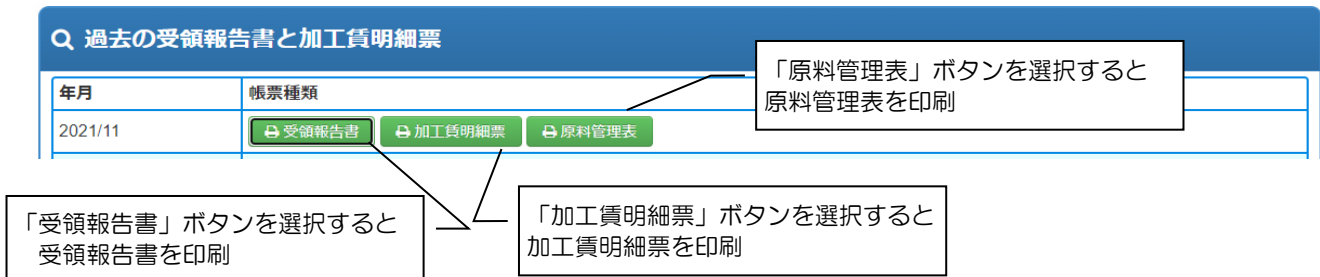 過去の受領報告書と加工賃明細票
「原料管理表」ボタンを選択すると
原料管理表を印刷
年月 帳票種類
2021/11 受領報告書 加工賃明細票 原料管理表
「受領報告書」ボタンを選択すると
受領報告書を印刷
「加工賃明細票」ボタンを選択すると
加工賃明細票を印刷